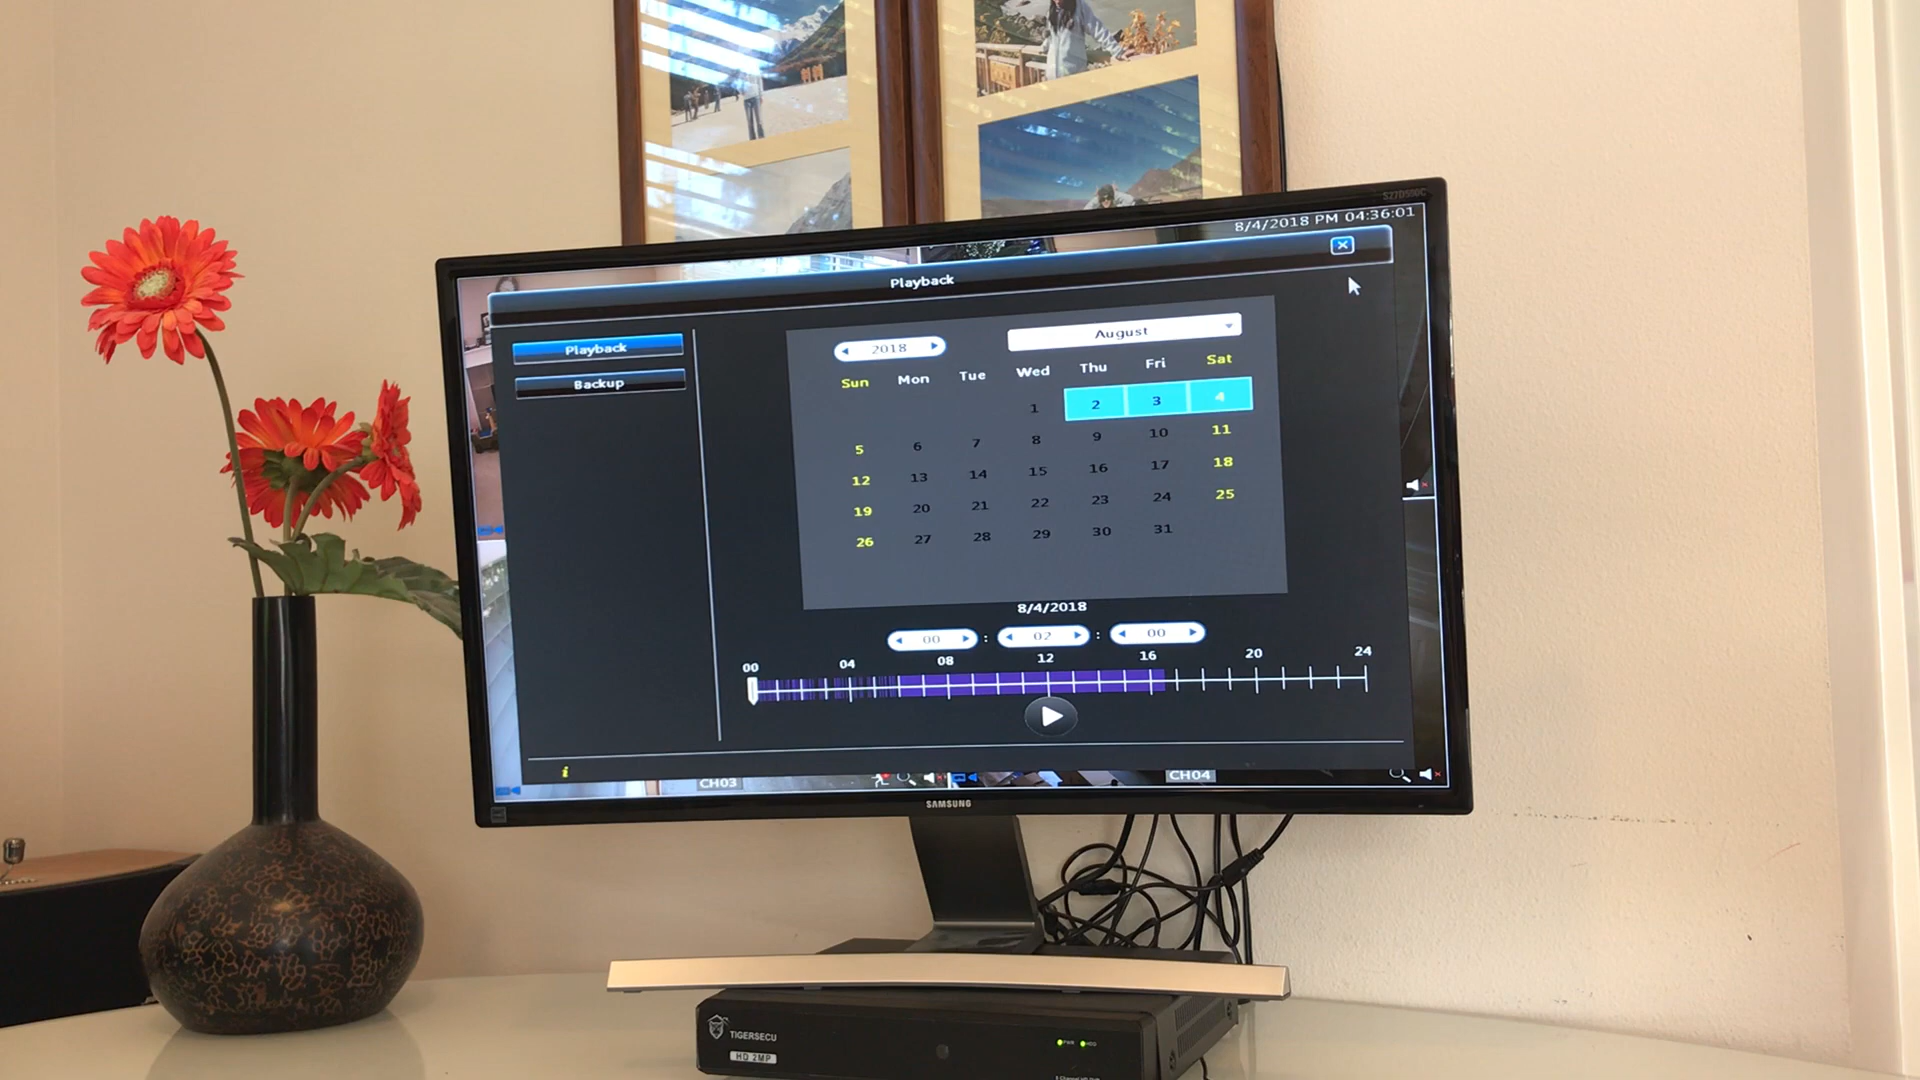 S27D590C
8/4/2018 PM 04:36:01
Playback
Playback
Backup
2018
August
Sun Mon Tue Wed Thu Fri Sat
1 2 3 4
5 6 7 8 9 10 11
12 13 14 15 16 17 18
19 20 21 22 23 24 25
26 27 28 29 30 31
8/4/2018
00 : 02 : 00
00 04 08 12 16 20 24
i
CH03
CH04
SAMSUNG
TIGERSECU
HD 2MP
PWR HDD